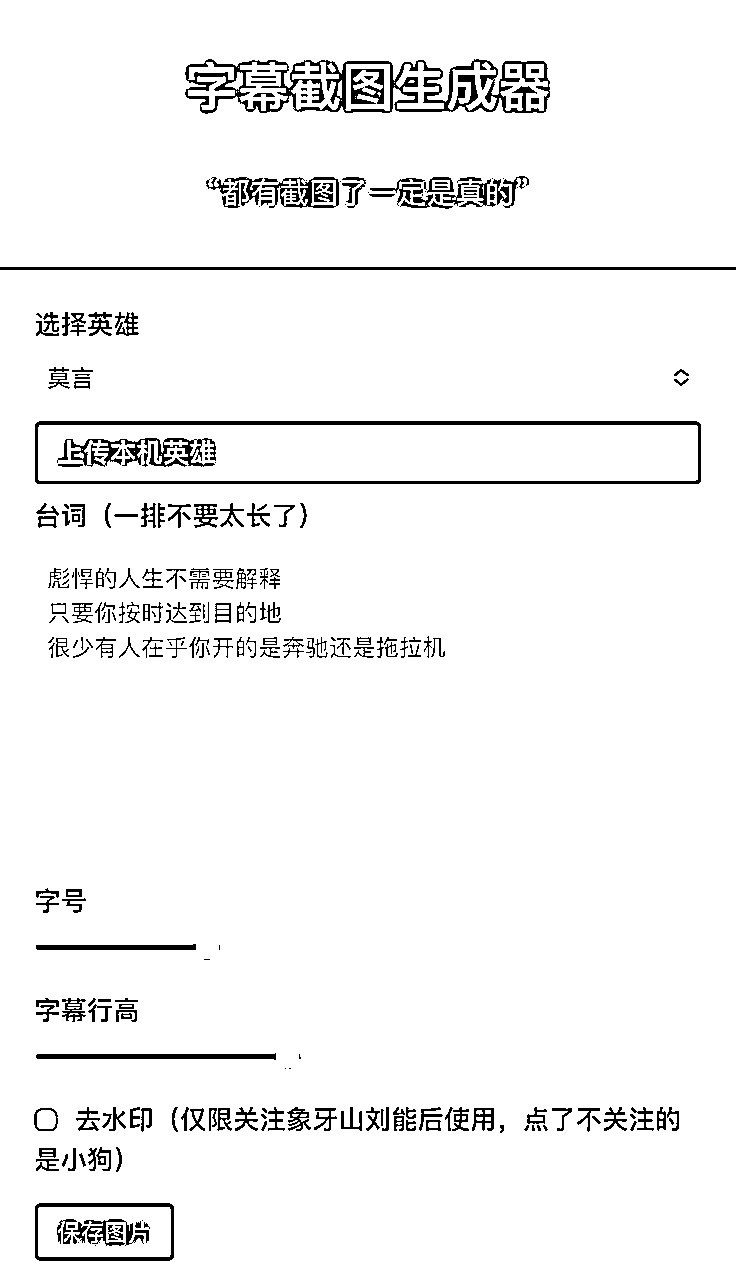 字幕截图生成器
“都有截图了一定是真的”
选择英雄
莫言
上传本机英雄
台词（一排不要太长了）
彪悍的人生不需要解释
只要你按时达到目的地
很少有人在乎你开的是奔驰还是拖拉机
字号
字幕行高
去水印（仅限关注象牙山刘能后使用，点了不关注的
是小狗）
保存图片